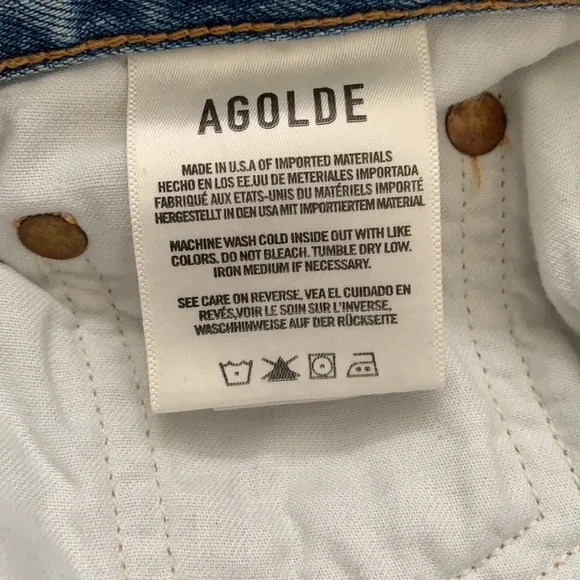 AGOLDE
MADE IN U.S.A OF IMPORTED MATERIALS
HECHO EN LOS EE.UU DE METERIALES IMPORTADA
FABRIQUÉ AUX ETATS-UNIS DU MATÉRIELS IMPORTÉ
HERGESTELLT IN DEN USA MIT IMPORTIERTEM MATERIAL
MACHINE WASH COLD INSIDE OUT WITH LIKE
COLORS. DO NOT BLEACH. TUMBLE DRY LOW.
IRON MEDIUM IF NECESSARY.
SEE CARE ON REVERSE, VEA EL CUIDADO EN
REVÉS,VOIR LE SOIN SUR L'INVERSE,
WASCHHINWEISE AUF DER RÜCKSEITE